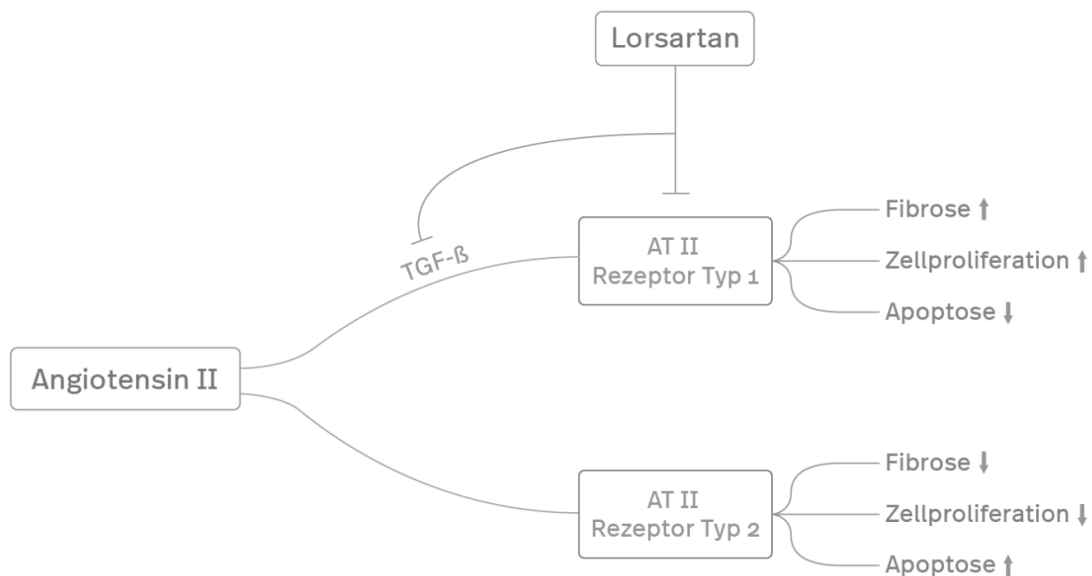 Lorsartan
TGF-ß
AT II
Rezeptor Typ 1
Fibrose ⬆
Zellproliferation ⬆
Apoptose ⬇
Angiotensin II
AT II
Rezeptor Typ 2
Fibrose ⬇
Zellproliferation ⬇
Apoptose ⬆